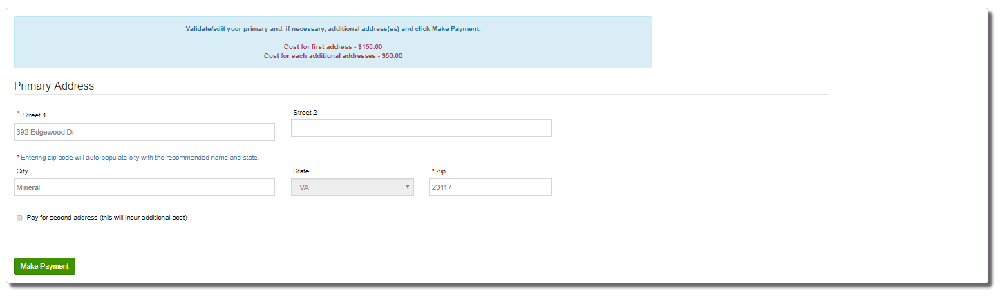 Validate/edit your primary and, if necessary, additional address(es) and click Make Payment.
Cost for first address - $150.00
Cost for each additional addresses - $50.00
Primary Address
* Street 1
Street 2
392 Edgewood Dr
* Entering zip code will auto-populate city with the recommended name and state.
City
State
* Zip
Mineral
VA
23117
Pay for second address (this will incur additional cost)
Make Payment